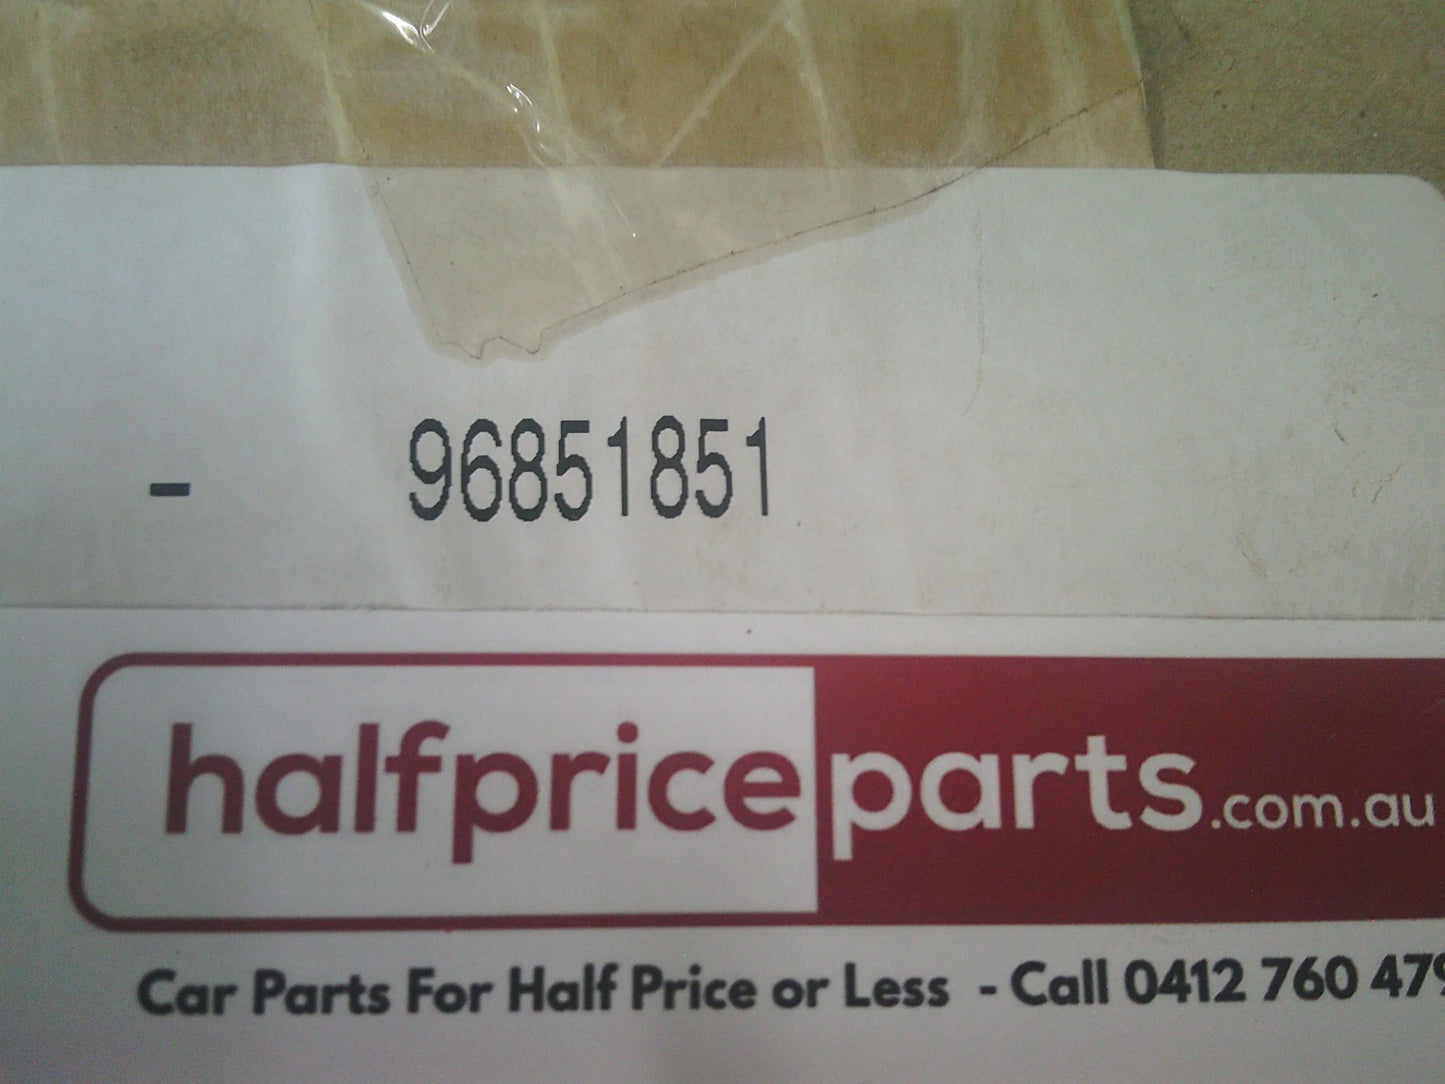 - 96851851
halfpriceparts.com.au
Car Parts For Half Price or Less - Call 0412 760 479